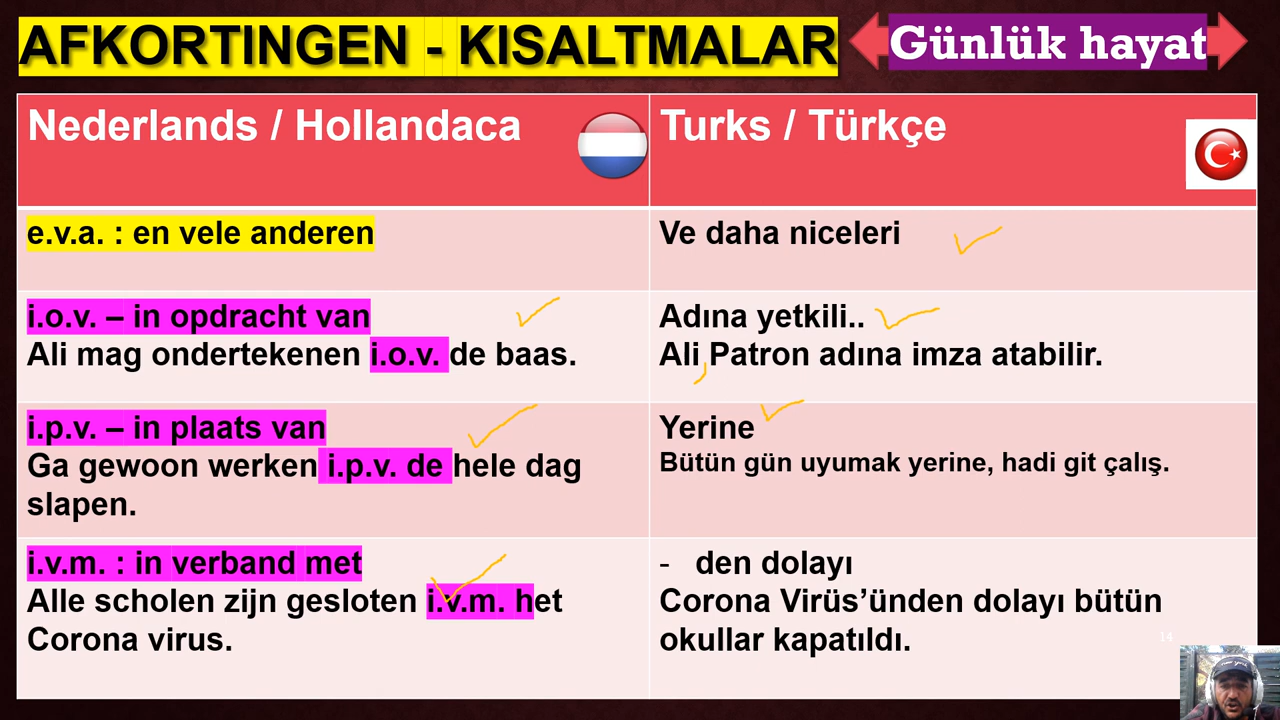 AFKORTINGEN - KISALTMALAR
Günlük hayat
Nederlands / Hollandaca
Turks / Türkçe
e.v.a. : en vele anderen
Ve daha niceleri
i.o.v. – in opdracht van
Ali mag ondertekenen i.o.v. de baas.
Adına yetkili..
Ali, Patron adına imza atabilir.
i.p.v. – in plaats van
Ga gewoon werken i.p.v. de hele dag
slapen.
Yerine
Bütün gün uyumak yerine, hadi git çalış.
i.v.m. : in verband met
Alle scholen zijn gesloten i.v.m. het
Corona virus.
- den dolayı
Corona Virüs’ünden dolayı bütün
okullar kapatıldı.
14